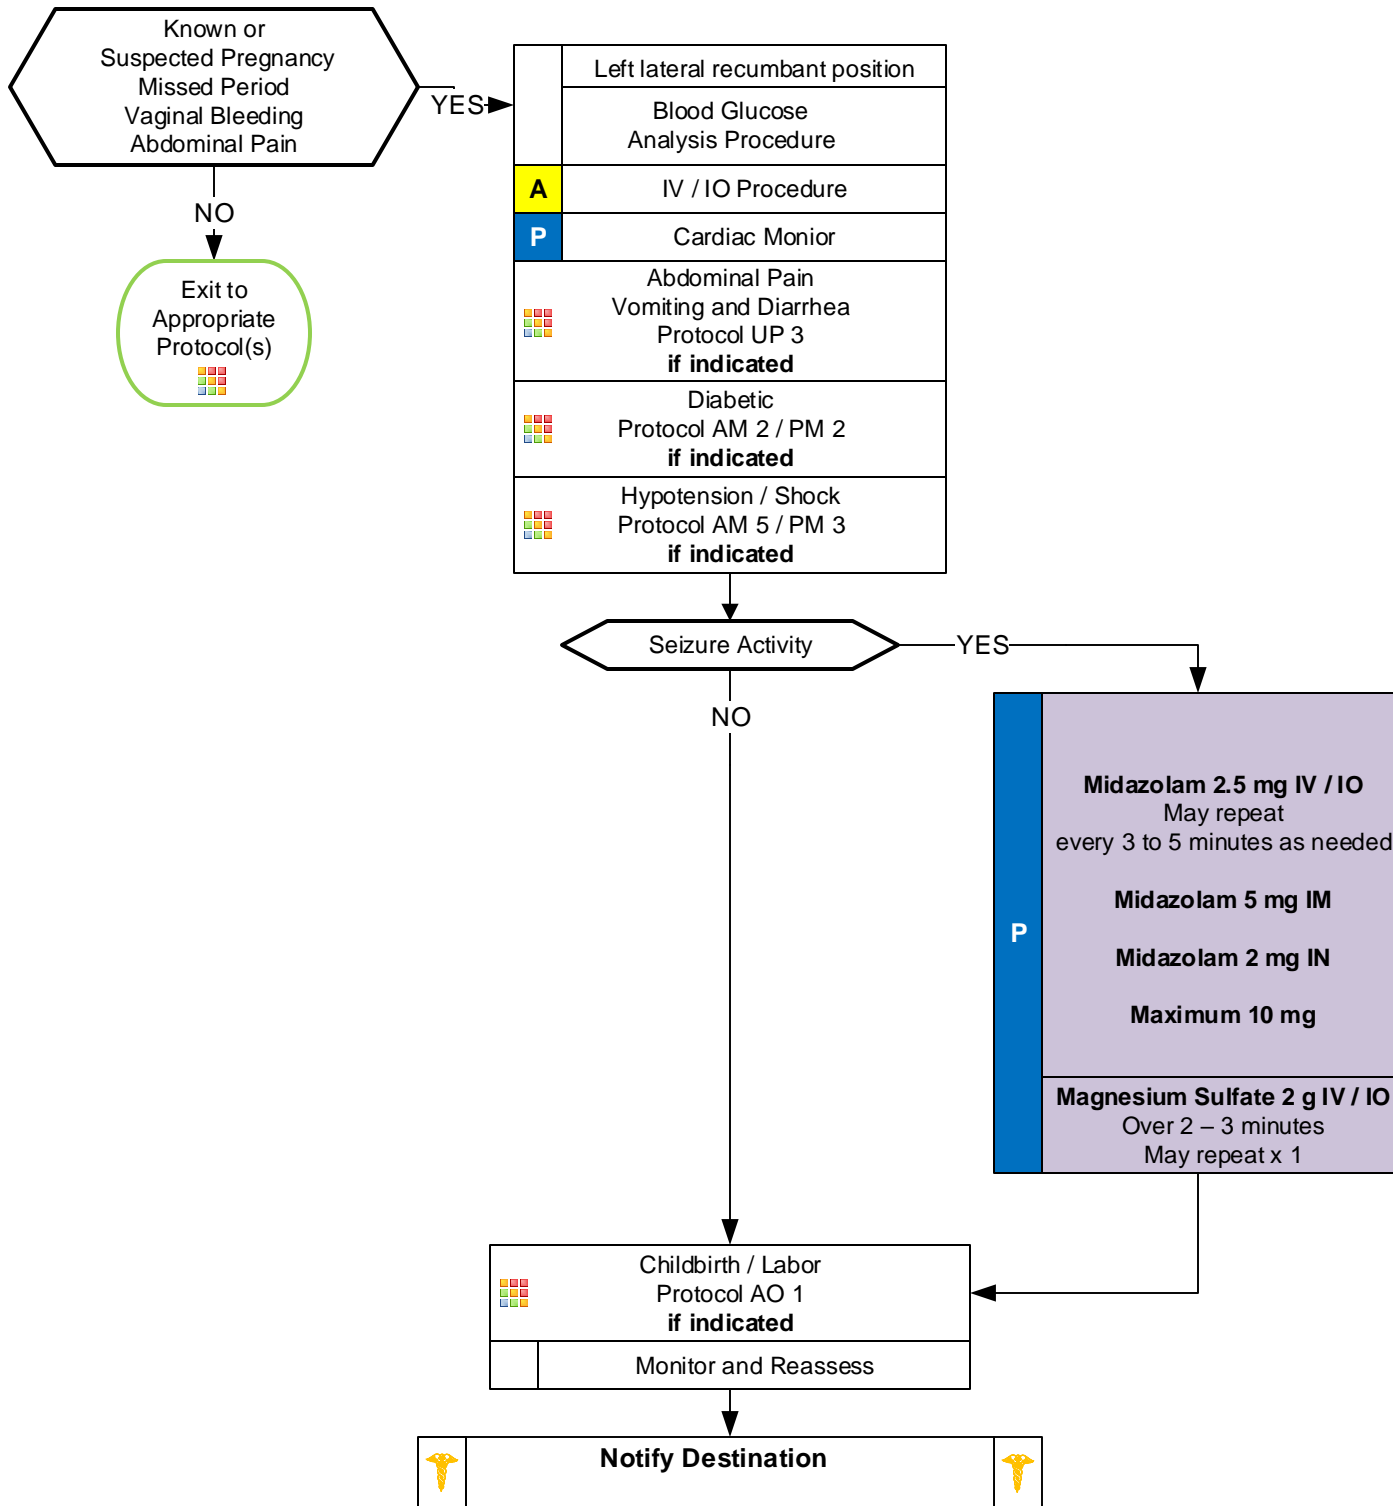 Known or
Suspected Pregnancy
Missed Period
Vaginal Bleeding
Abdominal Pain
YES
NO
Exit to
Appropriate
Protocol(s)
Left lateral recumbant position
Blood Glucose
Analysis Procedure
A
IV / IO Procedure
P
Cardiac Monior
Abdominal Pain
Vomiting and Diarrhea
Protocol UP 3
if indicated
Diabetic
Protocol AM 2 / PM 2
if indicated
Hypotension / Shock
Protocol AM 5 / PM 3
if indicated
Seizure Activity
YES
NO
P
Midazolam 2.5 mg IV / IO
May repeat
every 3 to 5 minutes as needed
Midazolam 5 mg IM
Midazolam 2 mg IN
Maximum 10 mg
Magnesium Sulfate 2 g IV / IO
Over 2 – 3 minutes
May repeat x 1
Childbirth / Labor
Protocol AO 1
if indicated
Monitor and Reassess
Notify Destination